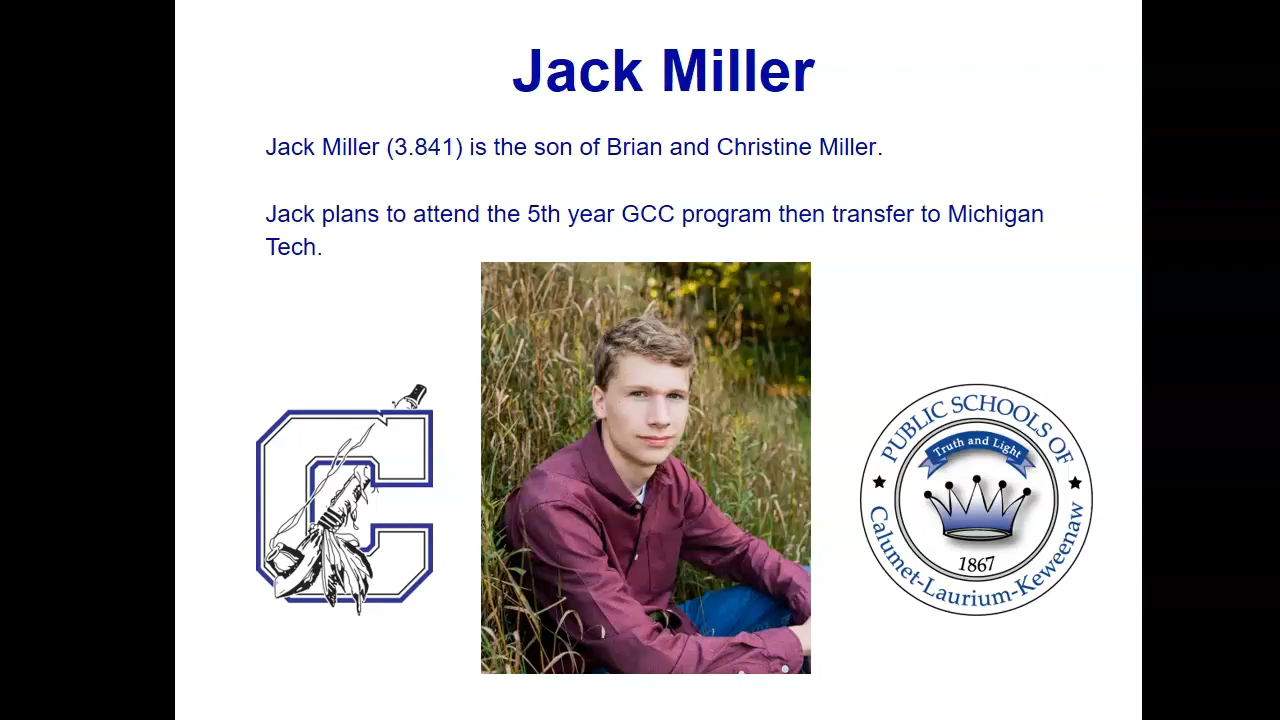 Jack Miller
Jack Miller (3.841) is the son of Brian and Christine Miller.
Jack plans to attend the 5th year GCC program then transfer to Michigan
Tech.
C
PUBLIC SCHOOLS OF
Truth and Light
1867
Calumet-Laurium-Keweenaw